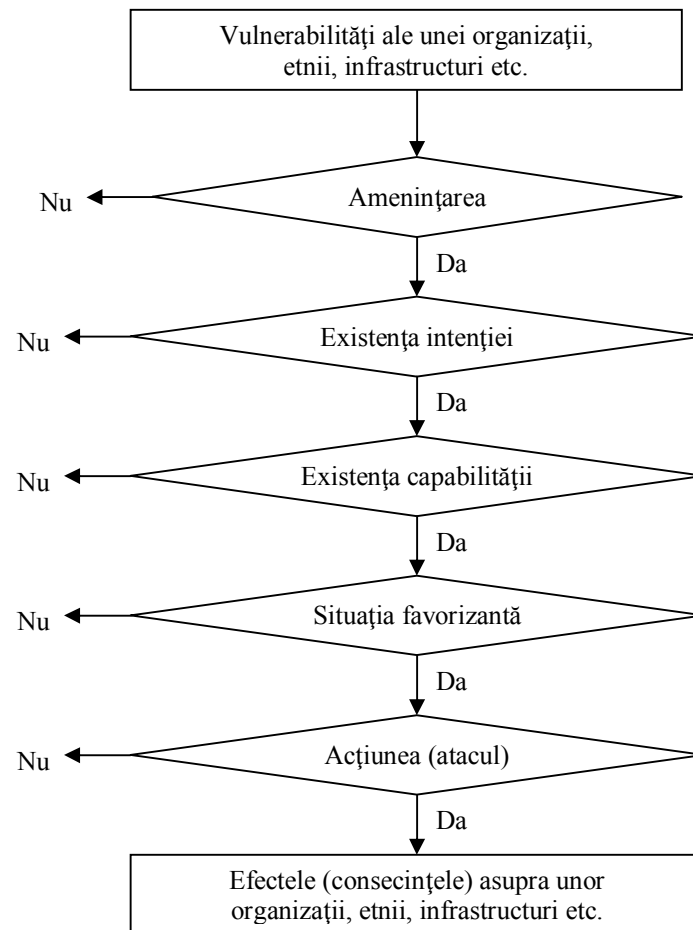 Vulnerabilităţi ale unei organizaţii,
etnii, infrastructuri etc.
Nu
Ameninţarea
Da
Nu
Existenţa intenţiei
Da
Nu
Existenţa capabilităţii
Da
Nu
Situaţia favorizantă
Da
Nu
Acţiunea (atacul)
Da
Efectele (consecinţele) asupra unor
organizaţii, etnii, infrastructuri etc.